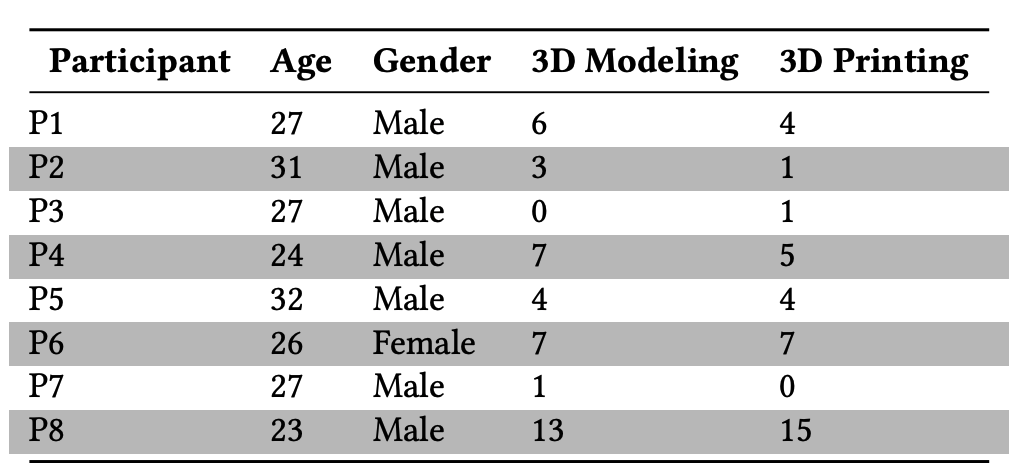 Participant Age Gender 3D Modeling 3D Printing
P1 27 Male 6 4
P2 31 Male 3 1
P3 27 Male 0 1
P4 24 Male 7 5
P5 32 Male 4 4
P6 26 Female 7 7
P7 27 Male 1 0
P8 23 Male 13 15